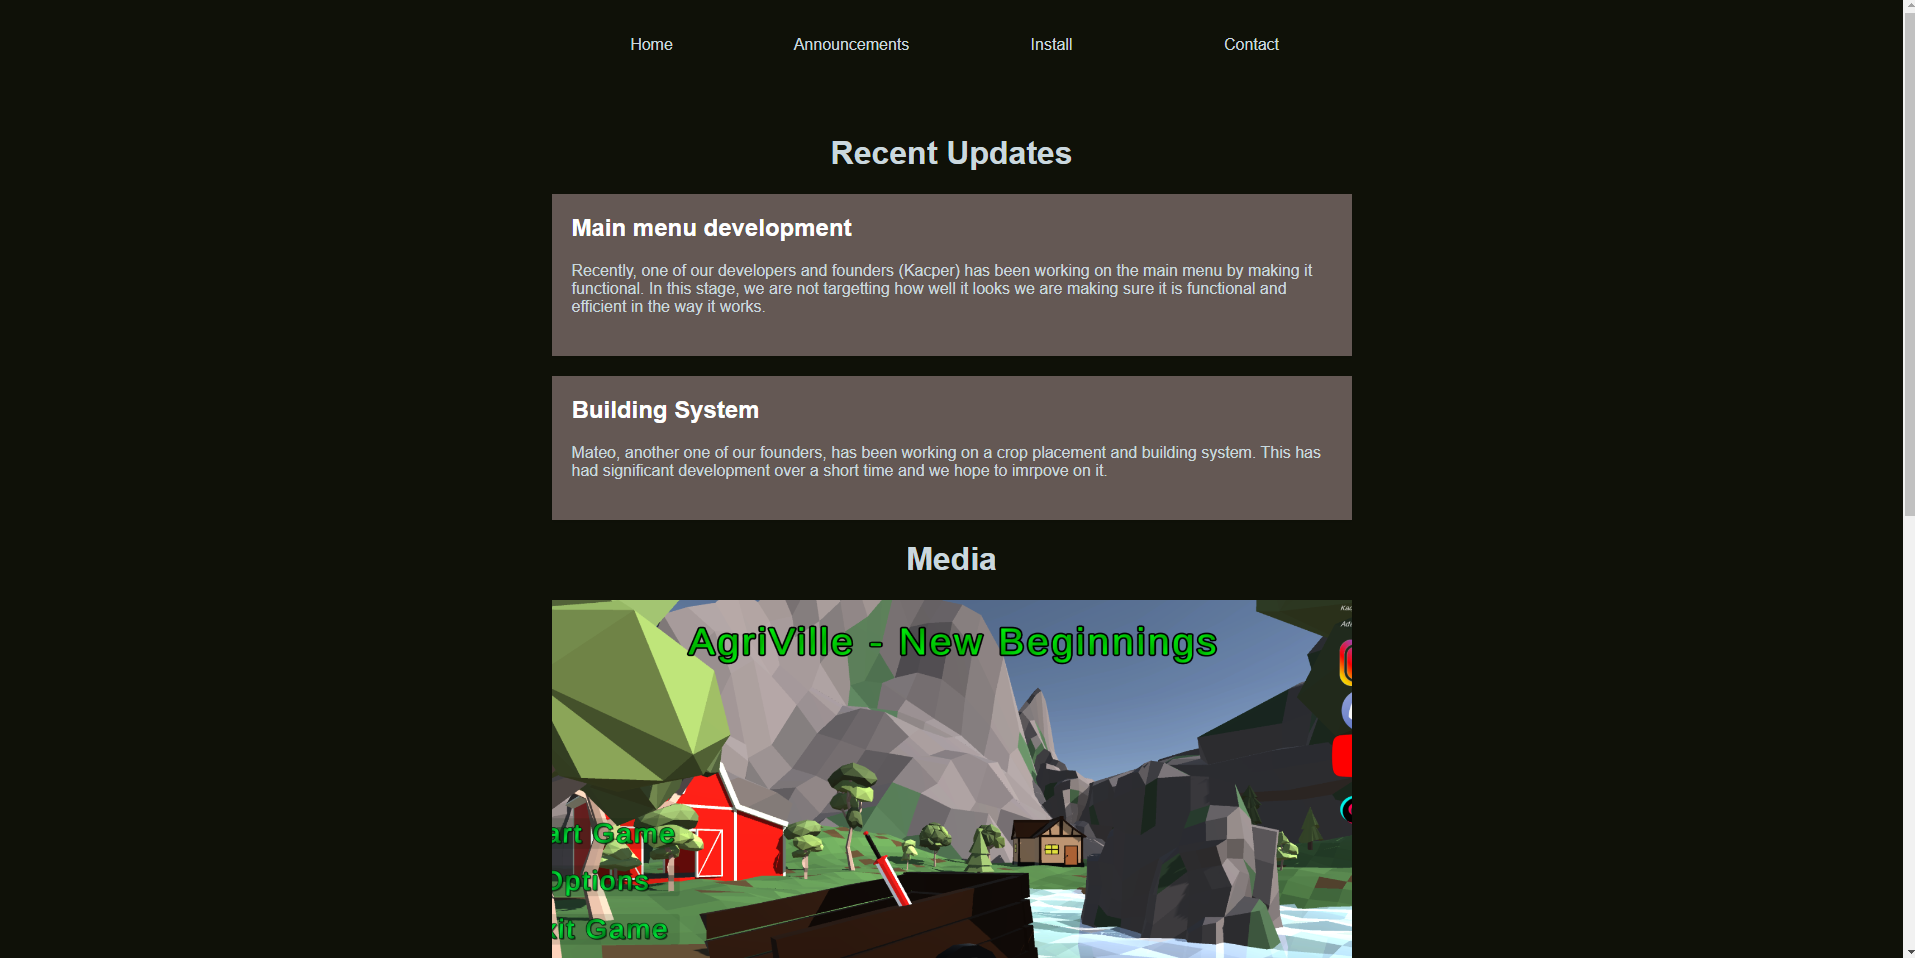 Home Announcements Install Contact
Recent Updates
Main menu development
Recently, one of our developers and founders (Kacper) has been working on the main menu by making it
functional. In this stage, we are not targetting how well it looks we are making sure it is functional and
efficient in the way it works.
Building System
Mateo, another one of our founders, has been working on a crop placement and building system. This has
had significant development over a short time and we hope to imrpove on it.
Media
AgriVille - New Beginnings
art Game
Options
xit Game